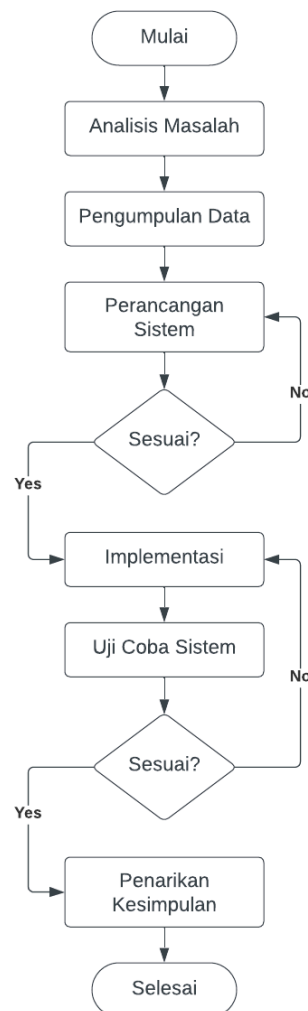 Mulai
Analisis Masalah
Pengumpulan Data
Perancangan
Sistem
No
Sesuai?
Yes
Implementasi
Uji Coba Sistem
No
Sesuai?
Yes
Penarikan
Kesimpulan
Selesai